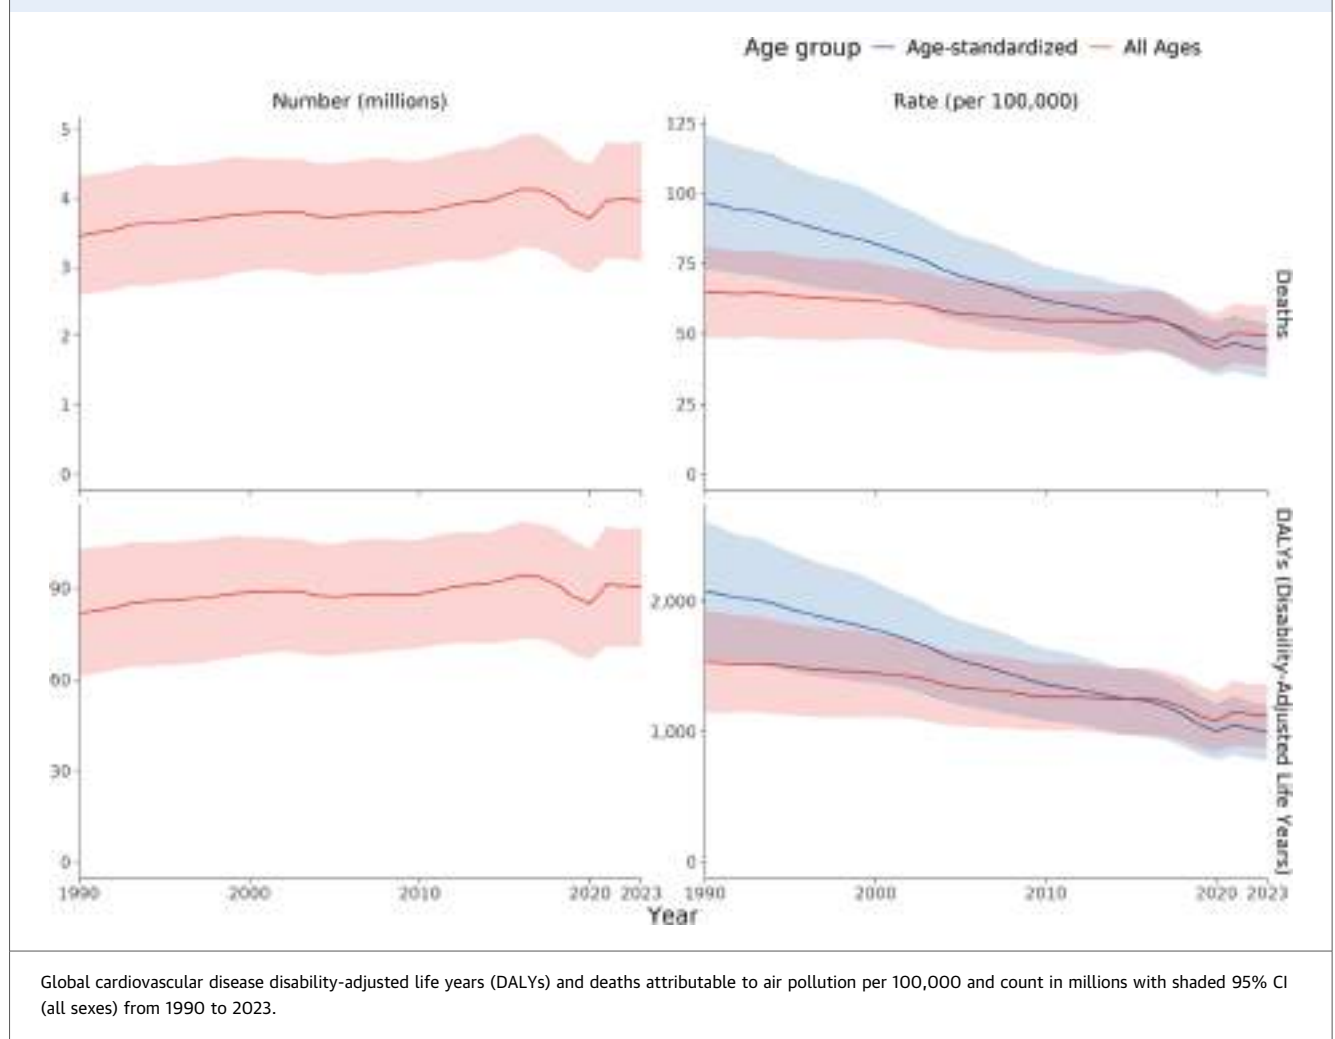 Age group Age-standardized All Ages
Number (millions)
Rate (per 100,000)
5
4
3
2
1
0
125
100
75
50
25
0
Deaths
90
60
30
0
2,000
1,000
0
DALYs (Disability-Adjusted Life Years)
1990 2000 2010 2020 2023
1990 2000 2010 2020 2023
Year
Global cardiovascular disease disability-adjusted life years (DALYs) and deaths attributable to air pollution per 100,000 and count in millions with shaded 95% CI
(all sexes) from 1990 to 2023.